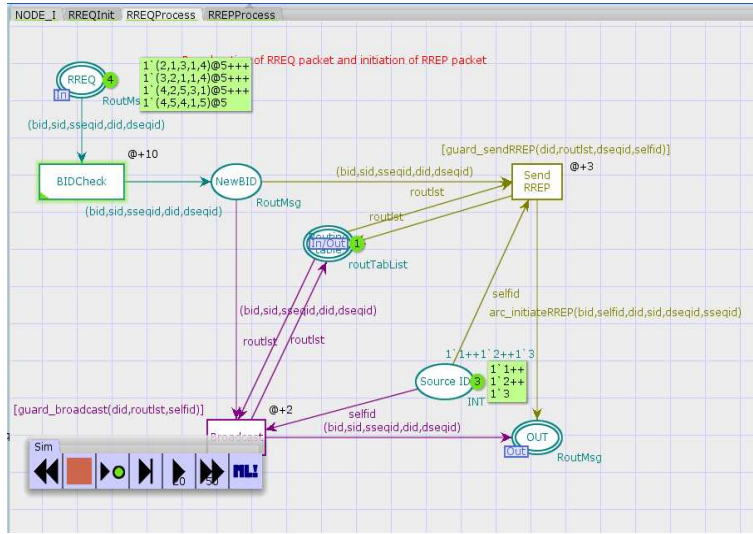 NODE_I RREQInit RREQProcess RREPProcess
of RREQ packet and initiation of RREP packet
RREQ
4
In
1`(2,1,3,1,4)@5+++
1`(3,2,1,1,4)@5+++
1`(4,2,5,3,1)@5+++
1`(4,5,4,1,5)@5
(bid,sid,sseqid,did,dseqid)
@+10
BIDCheck
(bid,sid,sseqid,did,dseqid)
NewBID
RoutMsg
(bid,sid,sseqid,did,dseqid)
[guard_sendRREP(did,routlst,dseqid,selfid)]
@+3
Send
RREP
routlst
routlst
In/Out
1
routTabList
(bid,sid,sseqid,did,dseqid)
routlst
routlst
selfid
arc_initiateRREP(bid,selfid,did,sid,dseqid,sseqid)
1`1++1`2++1`3
Source ID
3
INT
1`1++
1`2++
1`3
[guard_broadcast(did,routlst,selfid)]
@+2
selfid
Broadcast
(bid,sid,sseqid,did,dseqid)
OUT
Out
RoutMsg
Sim
20
50
ML!